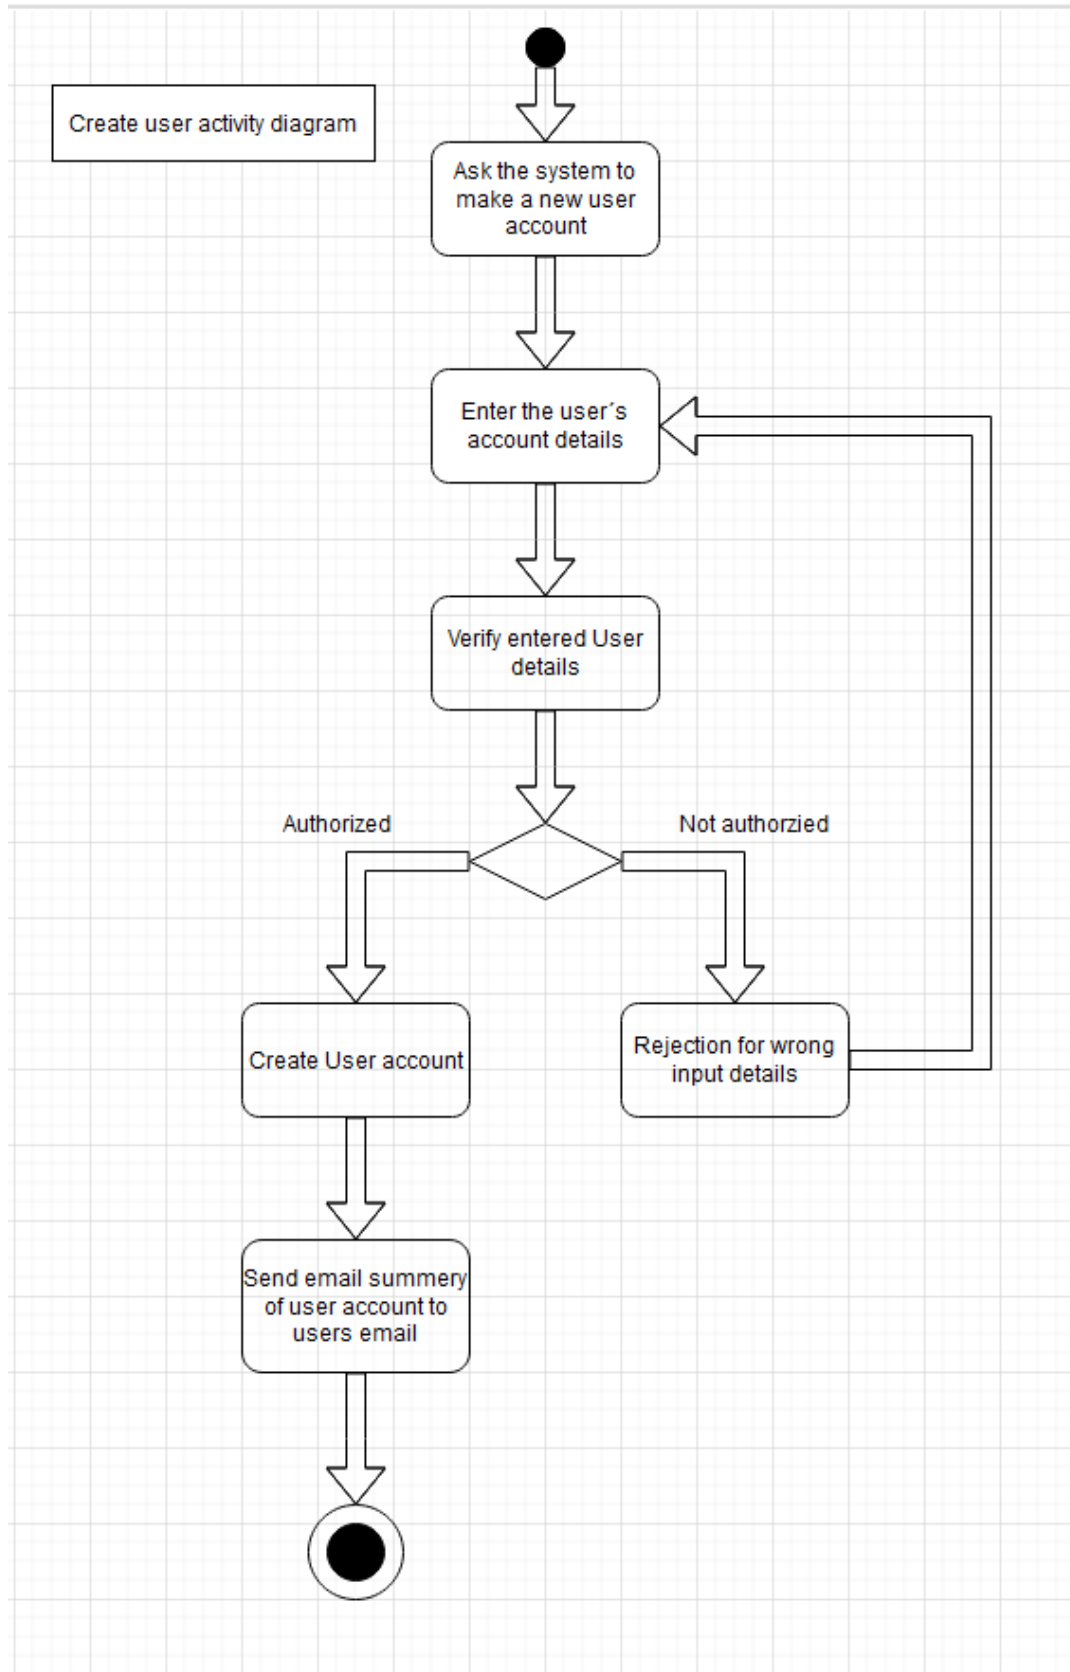 Create user activity diagram
Ask the system to
make a new user
account
Enter the user´s
account details
Verify entered User
details
Authorized
Not authorzied
Create User account
Rejection for wrong
input details
Send email summery
of user account to
users email